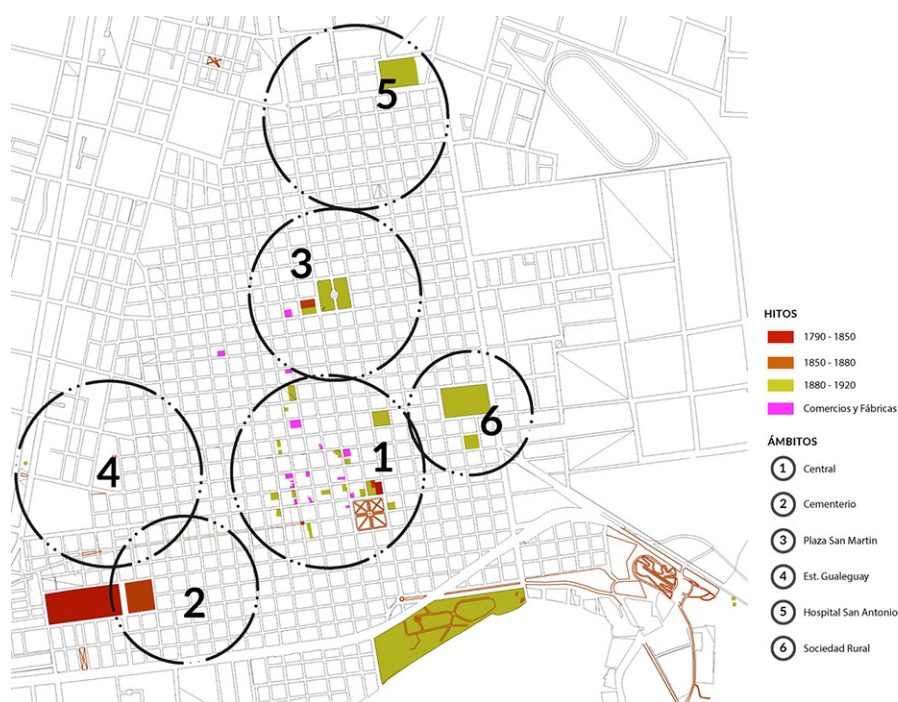 5
3
1
6
4
2
HITOS
1790 - 1850
1850 - 1880
1880 - 1920
Comercios y Fábricas
ÁMBITOS
1 Central
2 Cementerio
3 Plaza San Martin
4 Est. Gualeguay
5 Hospital San Antonio
6 Sociedad Rural